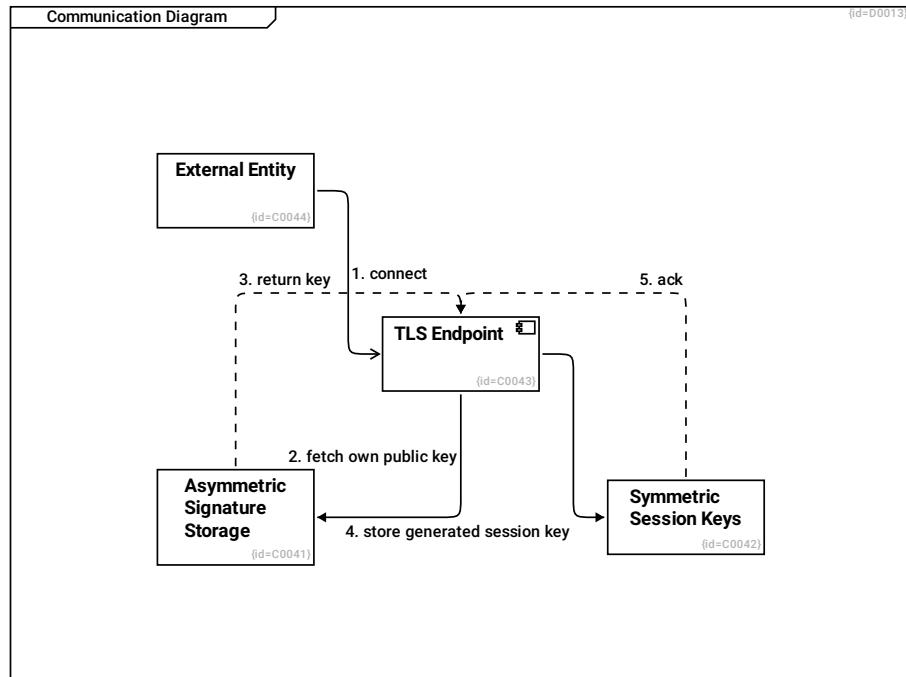 Communication Diagram
{id=D0013}
External Entity
{id=C0044}
3. return key
1. connect
5. ack
TLS Endpoint
{id=C0043}
2. fetch own public key
Asymmetric
Signature
Storage
{id=C0041}
4. store generated session key
Symmetric
Session Keys
{id=C0042}